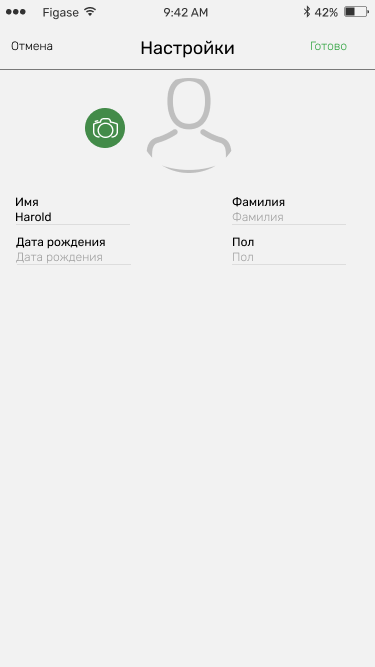 Figase 9:42 AM 42%
Отмена Настройки Готово
Имя Фамилия
Harold Фамилия
Дата рождения Пол
Дата рождения Пол